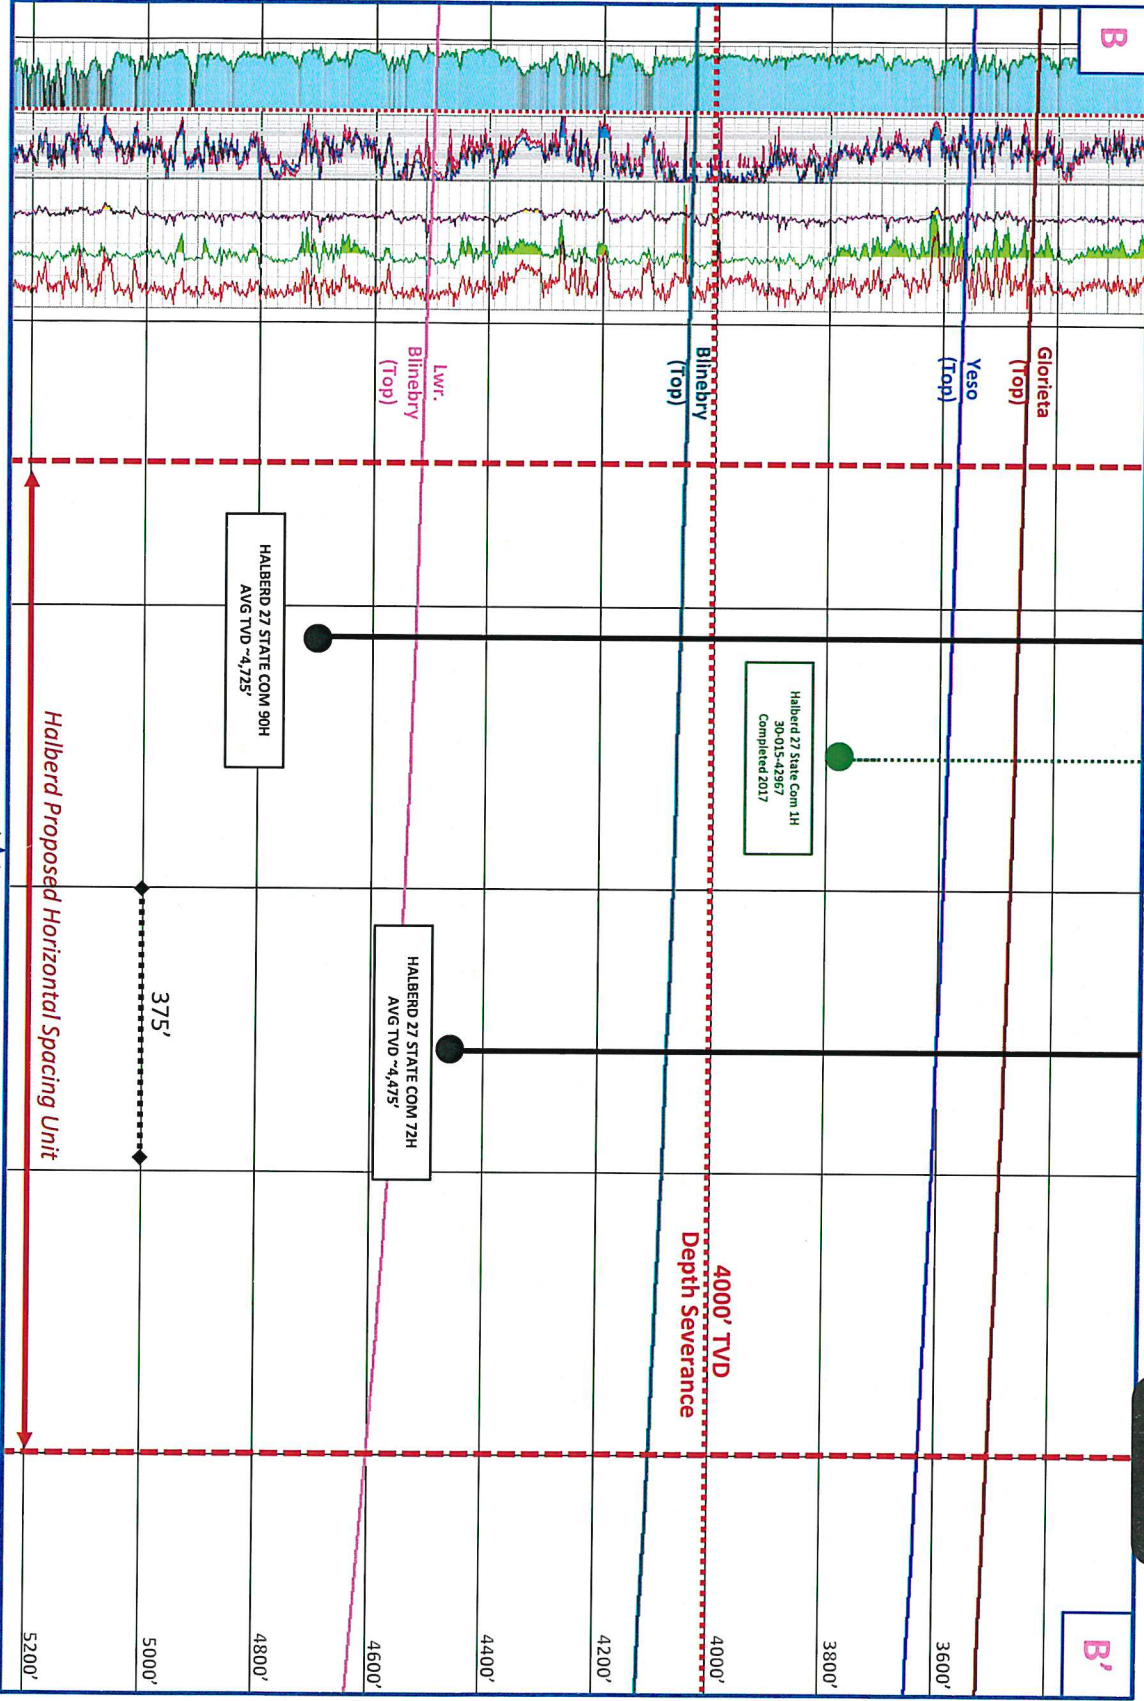 B
B'
Glorieta
(Top)
Yeso
(Top)
Blinebry
(Top)
Lwr.
Blinebry
(Top)
3600'
3800'
4000'
4200'
4400'
4600'
4800'
5000'
5200'
4000' TVD
Depth Severance
Halberd 27 State Com 1H
30-015-42967
Completed 2017
HALBERD 27 STATE COM 90H
AVG TVD ~4,725'
HALBERD 27 STATE COM 72H
AVG TVD ~4,475'
375'
Halberd Proposed Horizontal Spacing Unit